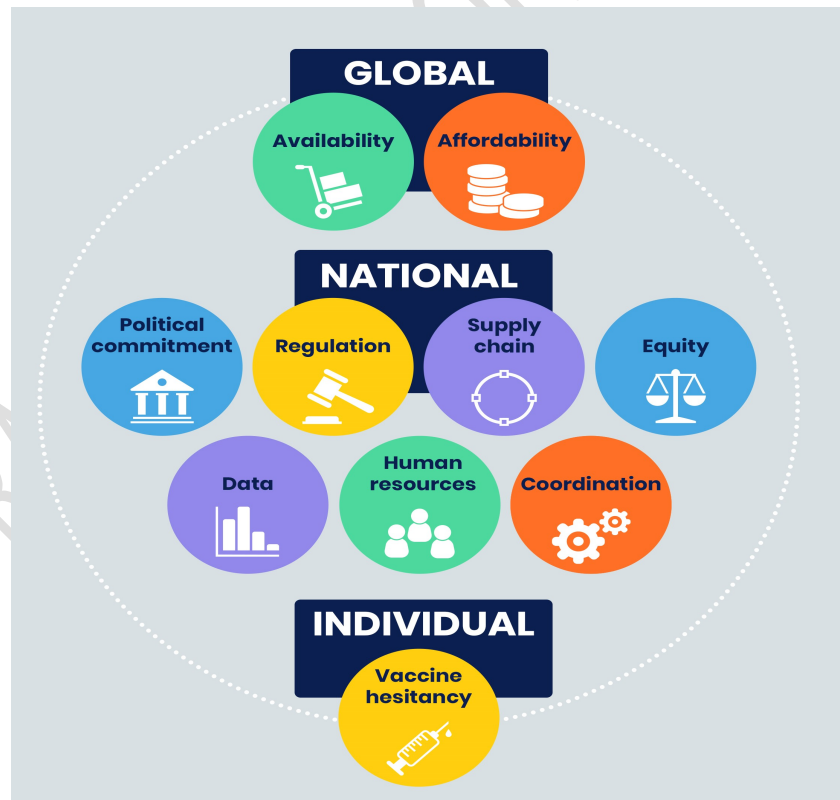 GLOBAL
Availability
Affordability
NATIONAL
Political
commitment
Regulation
Supply
chain
Equity
Data
Human
resources
Coordination
INDIVIDUAL
Vaccine
hesitancy